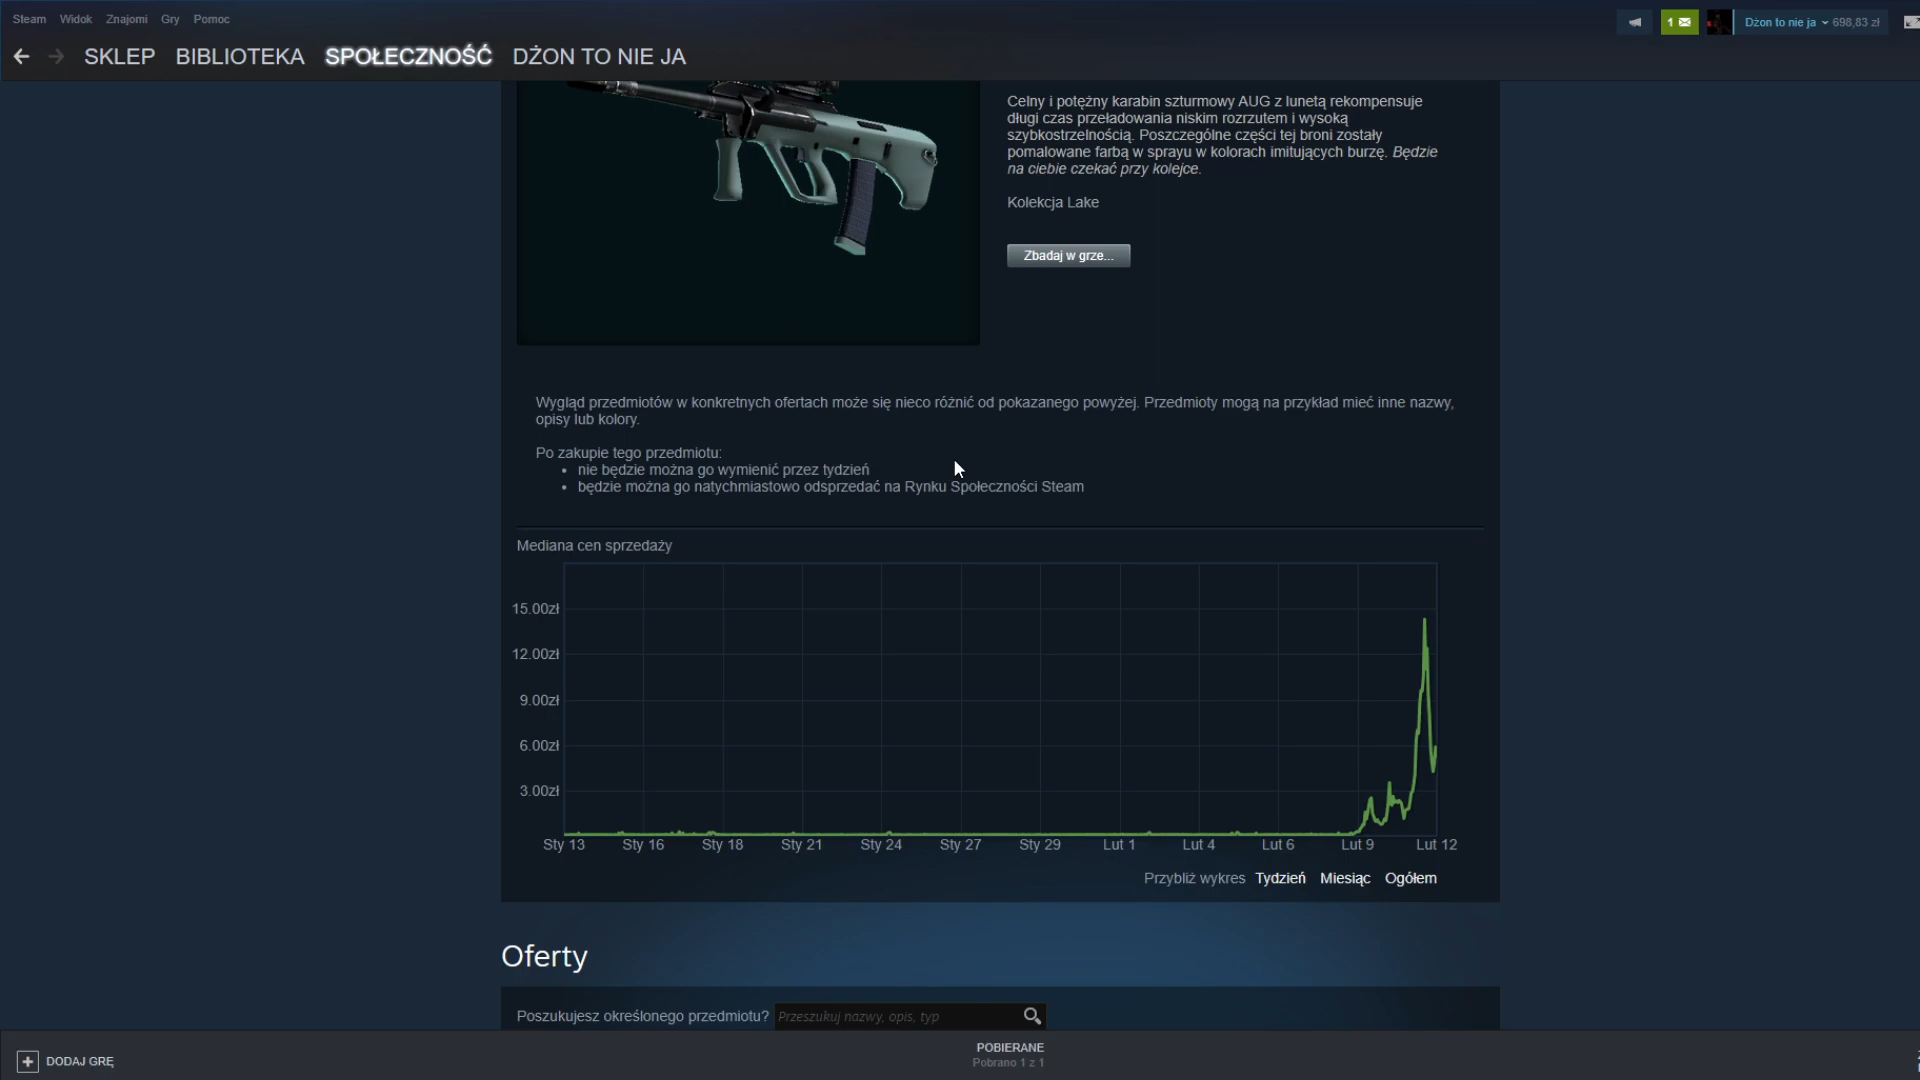 Steam Widok Znajomi Gry Pomoc
1 Dżon to nie ja 698,83 zł
SKLEP BIBLIOTEKA SPOŁECZNOŚĆ DŻON TO NIE JA
Celny i potężny karabin szturmowy AUG z lunetą rekompensuje
długi czas przeładowania niskim rozrzutem i wysoką
szybkostrzelnością. Poszczególne części tej broni zostały
pomalowane farbą w sprayu w kolorach imitujących burzę. Będzie
na ciebie czekać przy kolejce.
Kolekcja Lake
Zbadaj w grze...
Wygląd przedmiotów w konkretnych ofertach może się nieco różnić od pokazanego powyżej. Przedmioty mogą na przykład mieć inne nazwy,
opisy lub kolory.
Po zakupie tego przedmiotu:
• nie będzie można go wymienić przez tydzień
• będzie można go natychmiastowo odsprzedać na Rynku Społeczności Steam
Mediana cen sprzedaży
15.00zł
12.00zł
9.00zł
6.00zł
3.00zł
Sty 13 Sty 16 Sty 18 Sty 21 Sty 24 Sty 27 Sty 29 Lut 1 Lut 4 Lut 6 Lut 9 Lut 12
Przybliż wykres Tydzień Miesiąc Ogółem
Oferty
Poszukujesz określonego przedmiotu? Przeszukuj nazwy, opis, typ
DODAJ GRĘ
POBIERANE
Pobrano 1 z 1